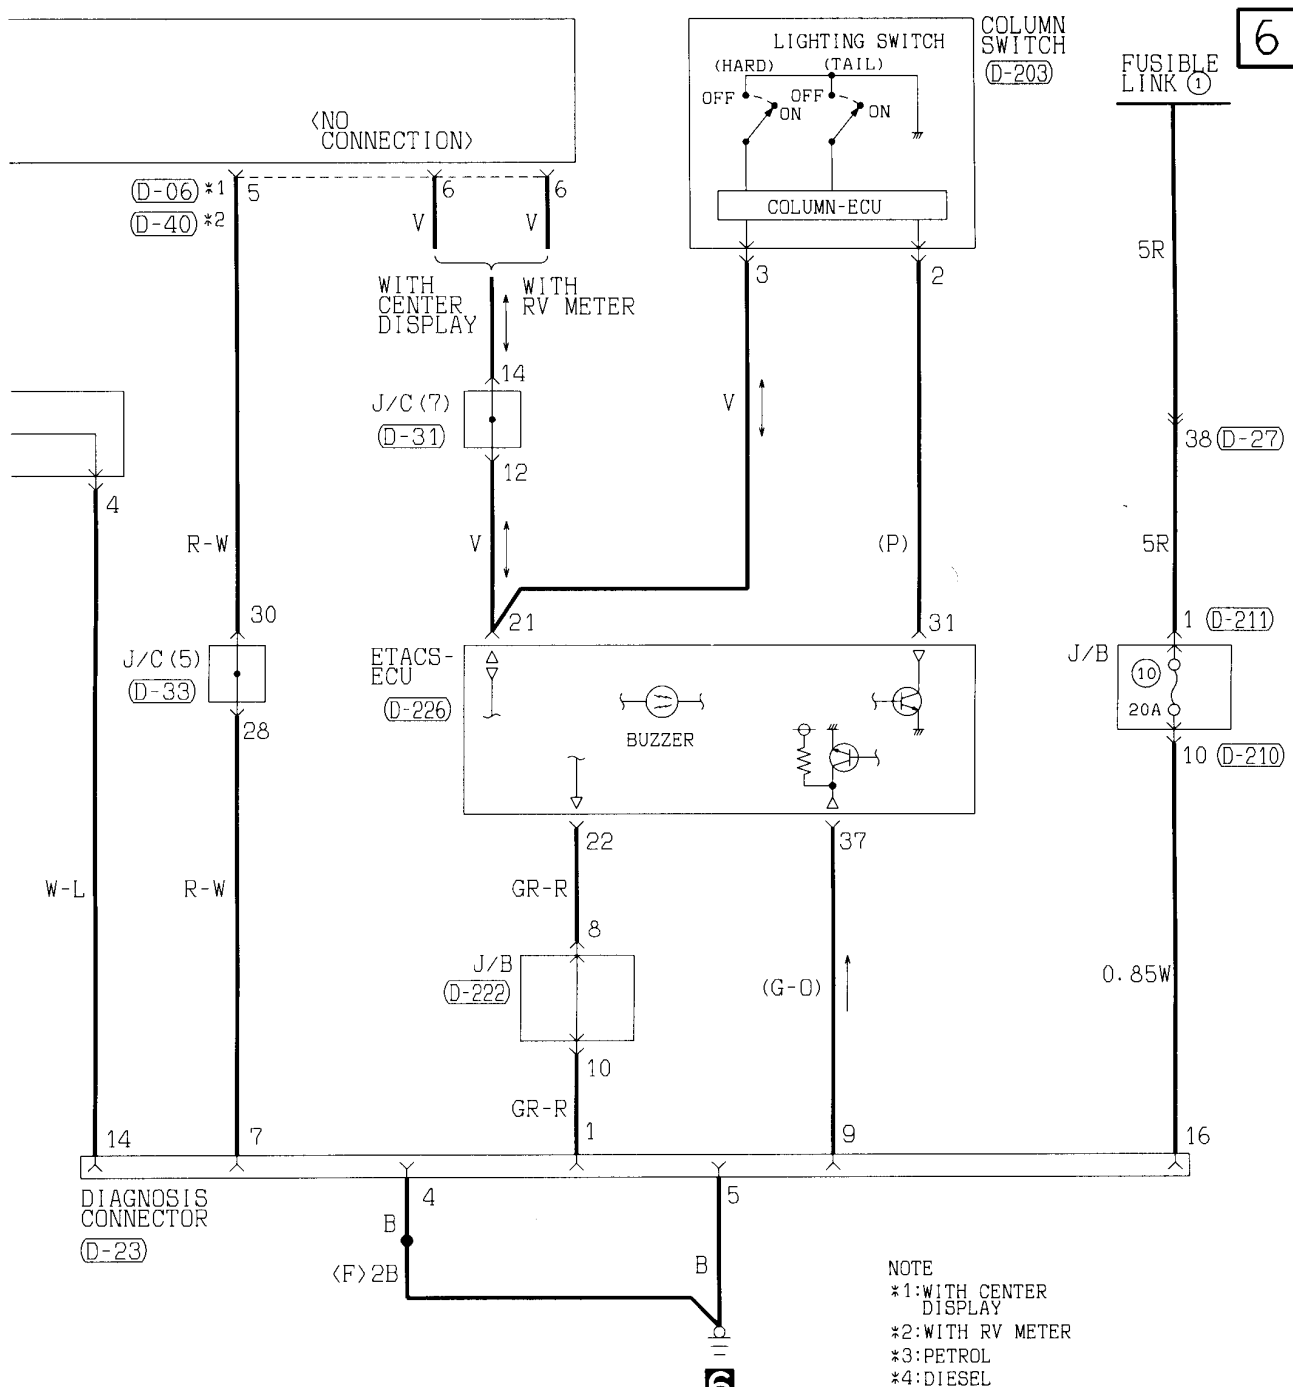 6
COLUMN
SWITCH
(D-203)
LIGHTING SWITCH
(HARD)
(TAIL)
OFF
ON
OFF
ON
COLUMN-ECU
3
2
FUSIBLE
LINK ①
<NO
CONNECTION>
(D-06) *1
(D-40) *2
5
6
6
V
V
WITH
CENTER
DISPLAY
WITH
RV METER
14
J/C(7)
(D-31)
12
V
V
(P)
5R
38 (D-27)
5R
4
R-W
30
J/C(5)
(D-33)
28
21
31
ETACS-
ECU
(D-226)
BUZZER
1 (D-211)
J/B
10
20A
10 (D-210)
22
37
W-L
R-W
GR-R
8
J/B
(D-222)
10
GR-R
(G-O)
0.85W
14
7
1
9
16
DIAGNOSIS
CONNECTOR
(D-23)
4
5
B
<F>2B
B
6
NOTE
*1:WITH CENTER
DISPLAY
*2:WITH RV METER
*3:PETROL
*4:DIESEL